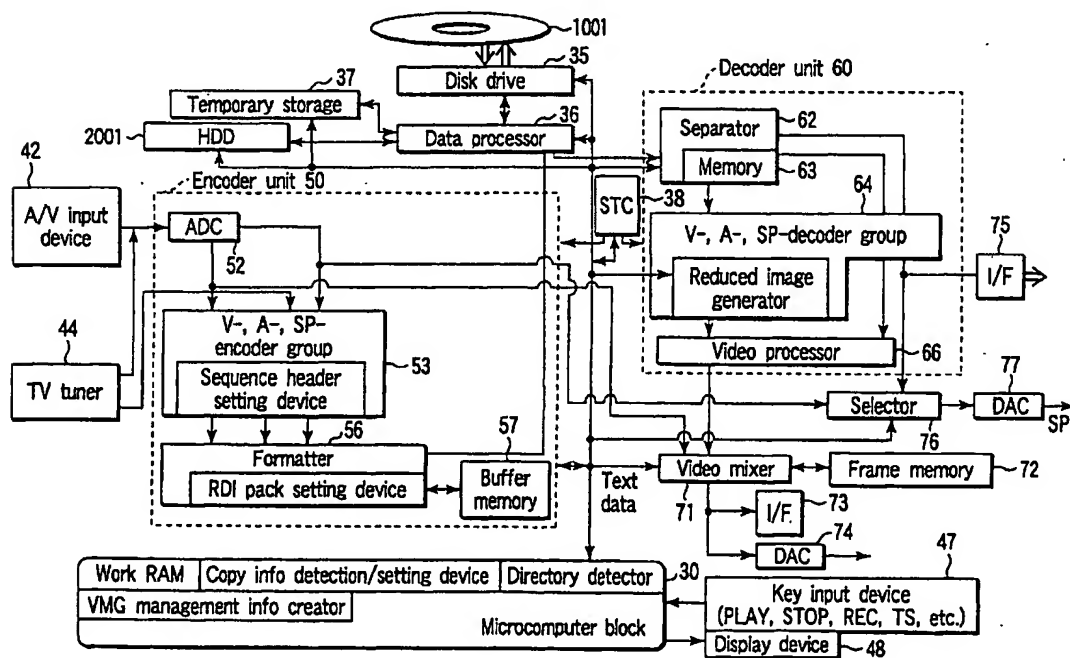 1001
35
Disk drive
37
Temporary storage
36
2001
HDD
Data processor
Decoder unit 60
Separator
62
Memory
63
64
V-, A-, SP-decoder group
Reduced image
generator
Video processor
66
75
I/F
STC
38
42
A/V input
device
Encoder unit 50
ADC
52
V-, A-, SP-
encoder group
Sequence header
setting device
53
44
TV tuner
56
Formatter
RDI pack setting device
57
Buffer
memory
Text
data
77
Selector
76
DAC
SP
Video mixer
71
Frame memory
72
73
I/F.
74
DAC
47
Work RAM
Copy info detection/setting device
Directory detector
30
VMG management info creator
Microcomputer block
Key input device
(PLAY, STOP, REC, TS, etc.)
Display device
48